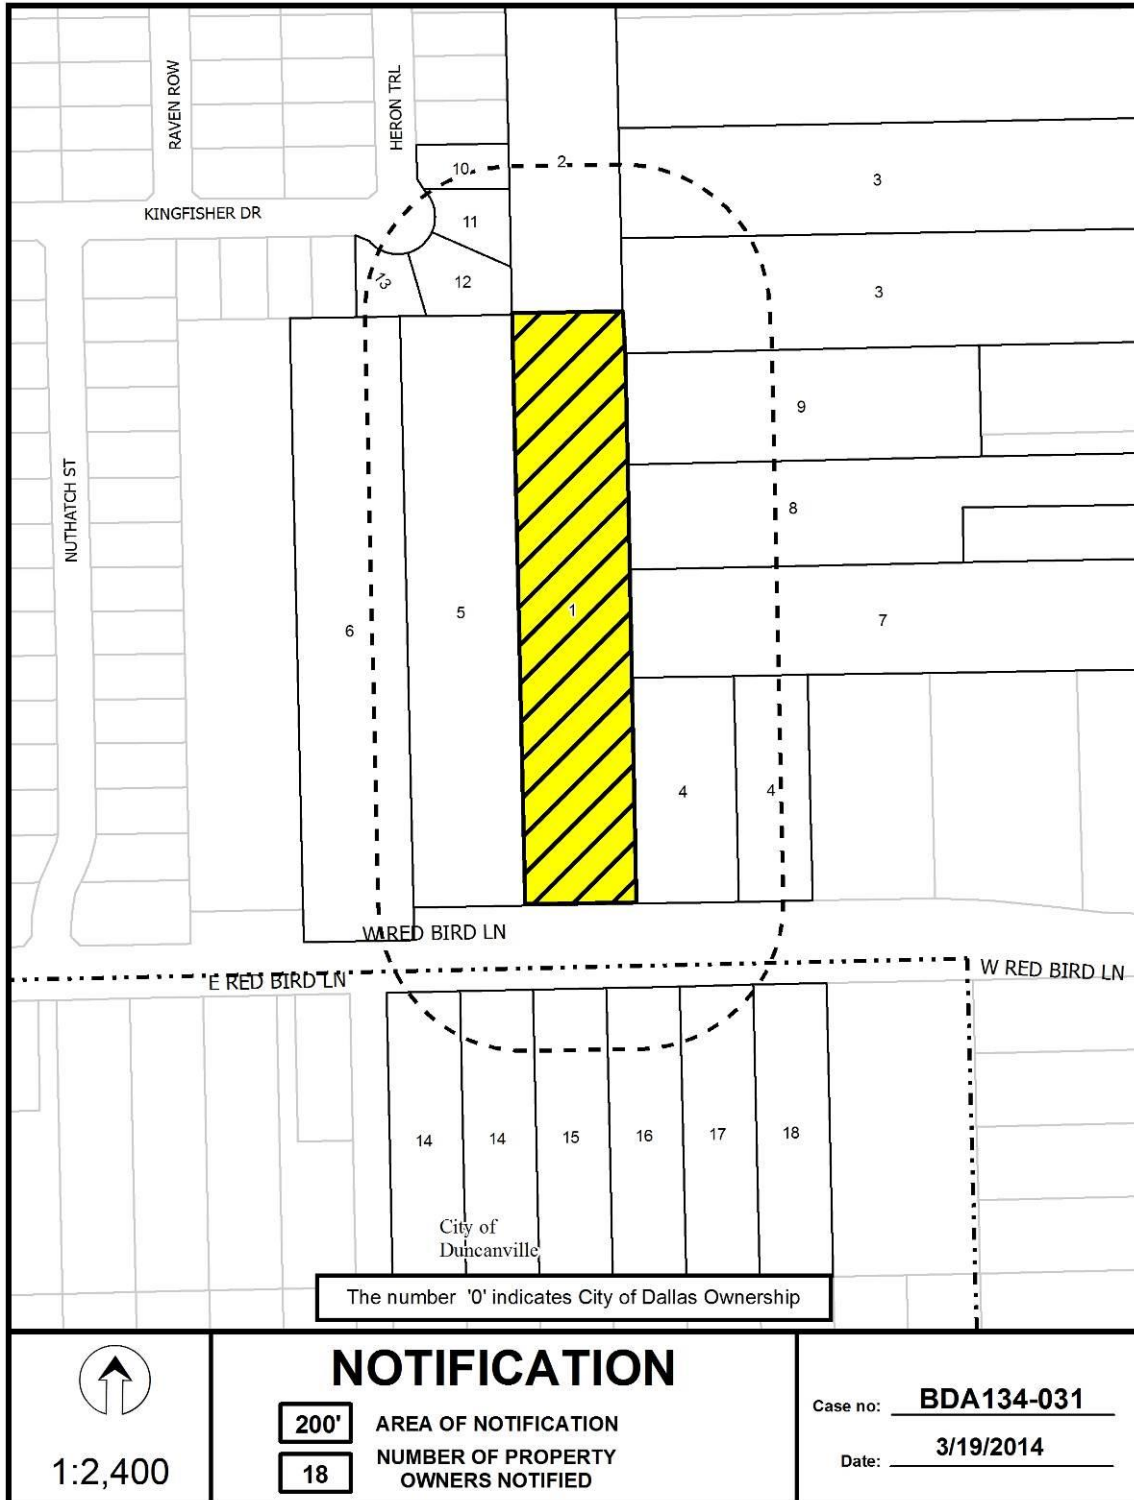 RAVEN ROW
HERON TRL
10
2
3
KINGFISHER DR
11
13
12
3
9
NUTHATCH ST
8
6
5
1
7
4
4
W RED BIRD LN
E RED BIRD LN
W RED BIRD LN
14
14
15
16
17
18
City of
Duncanville
The number '0' indicates City of Dallas Ownership
1:2,400
NOTIFICATION
200' AREA OF NOTIFICATION
18 NUMBER OF PROPERTY
OWNERS NOTIFIED
Case no: BDA134-031
Date: 3/19/2014